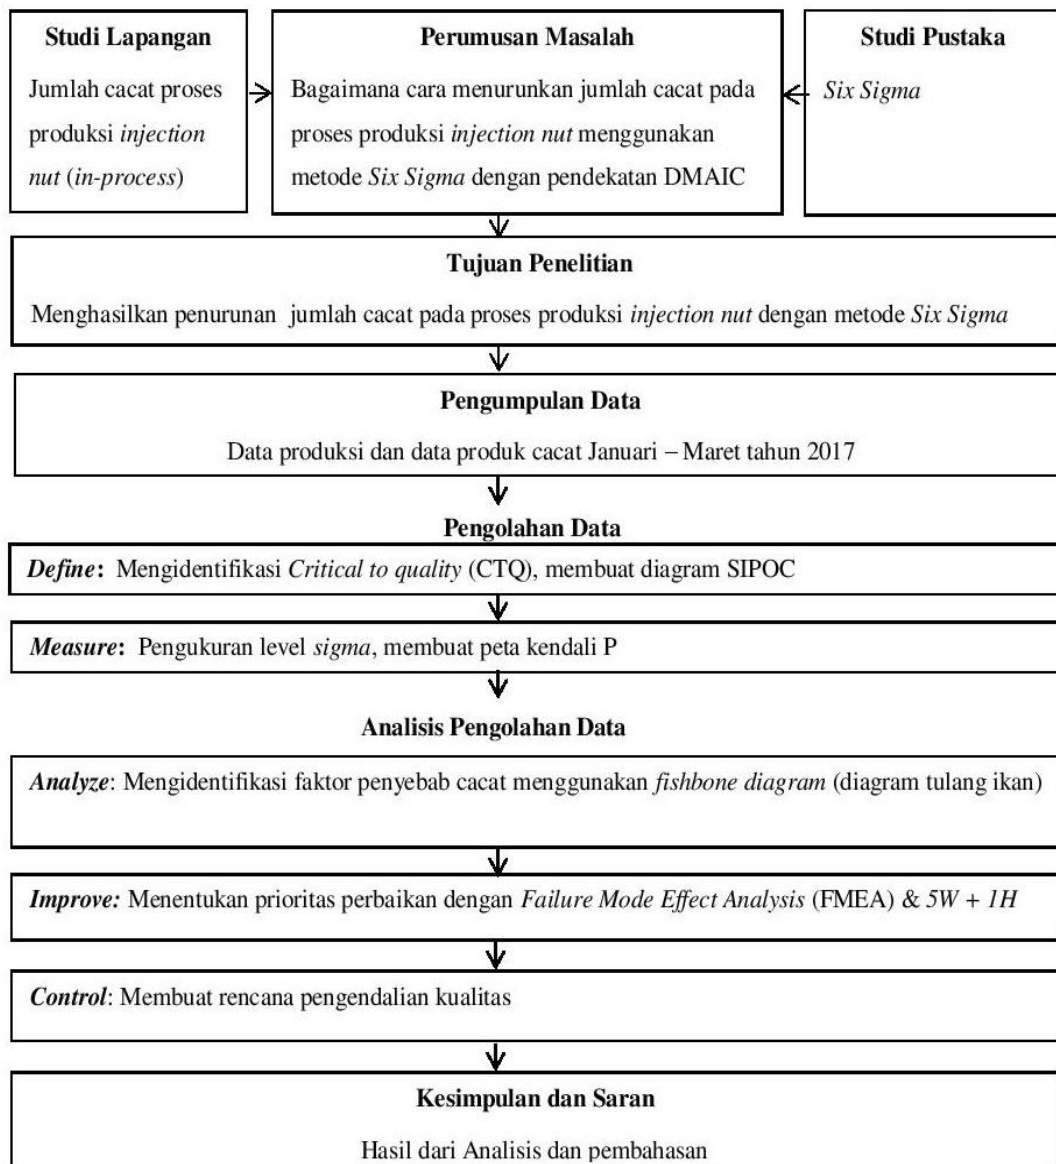 Studi Lapangan
Jumlah cacat proses
produksi injection
nut (in-process)
Perumusan Masalah
Bagaimana cara menurunkan jumlah cacat pada
proses produksi injection nut menggunakan
metode Six Sigma dengan pendekatan DMAIC
Studi Pustaka
Six Sigma
Tujuan Penelitian
Menghasilkan penurunan jumlah cacat pada proses produksi injection nut dengan metode Six Sigma
Pengumpulan Data
Data produksi dan data produk cacat Januari – Maret tahun 2017
Pengolahan Data
Define: Mengidentifikasi Critical to quality (CTQ), membuat diagram SIPOC
Measure: Pengukuran level sigma, membuat peta kendali P
Analisis Pengolahan Data
Analyze: Mengidentifikasi faktor penyebab cacat menggunakan fishbone diagram (diagram tulang ikan)
Improve: Menentukan prioritas perbaikan dengan Failure Mode Effect Analysis (FMEA) & 5W + 1H
Control: Membuat rencana pengendalian kualitas
Kesimpulan dan Saran
Hasil dari Analisis dan pembahasan